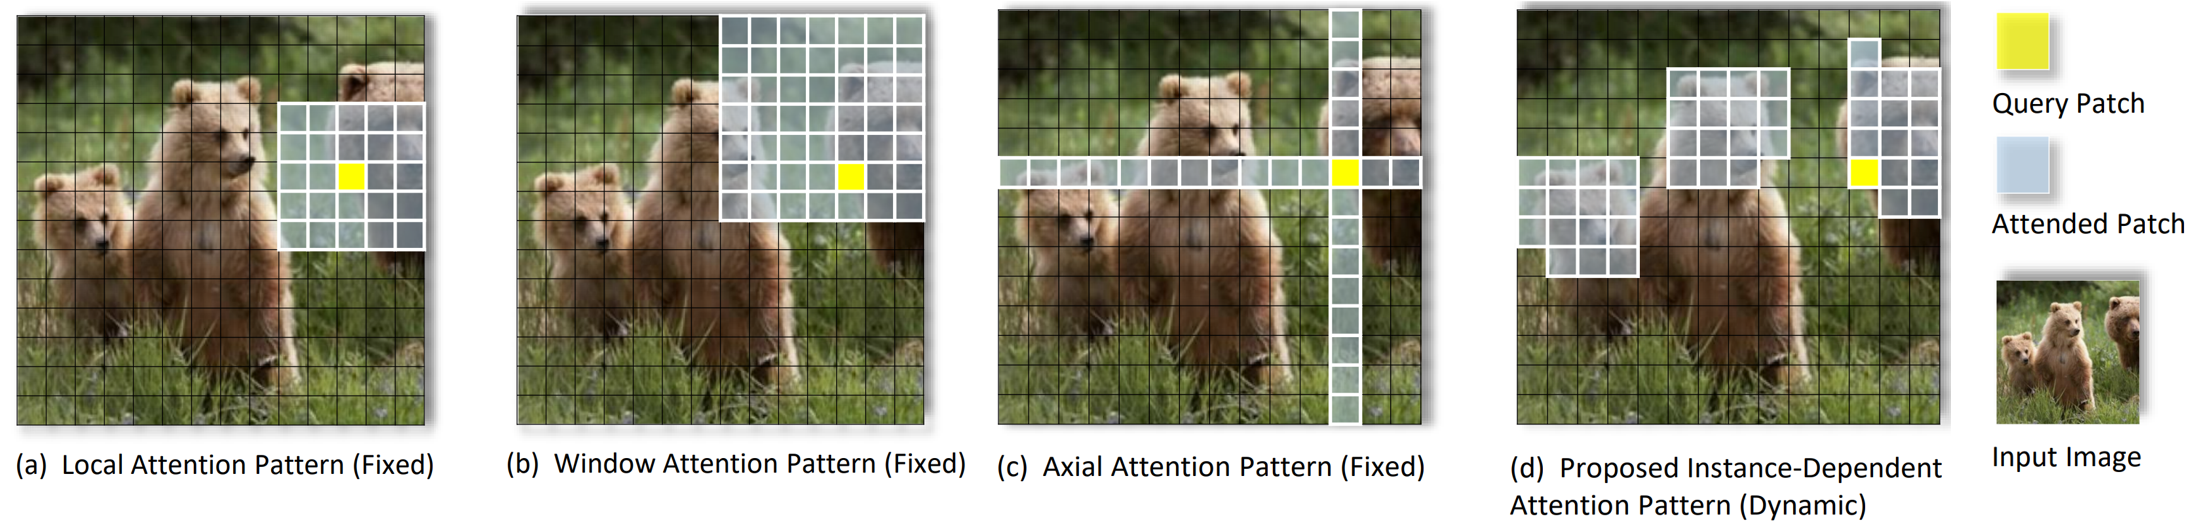 (a) Local Attention Pattern (Fixed)
(b) Window Attention Pattern (Fixed)
(c) Axial Attention Pattern (Fixed)
(d) Proposed Instance-Dependent
Attention Pattern (Dynamic)
Query Patch
Attended Patch
Input Image